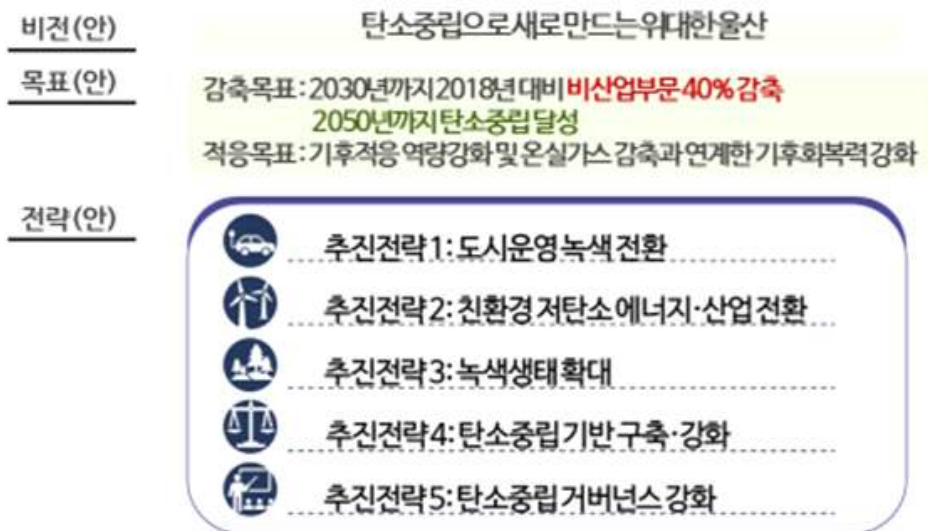 비전(안)
탄소중립으로 새로 만드는 위대한 울산
목표(안)
감축목표 : 2030년까지 2018년 대비 비산업부문 40% 감축
2050년까지 탄소중립 달성
적응목표 : 기후적응 역량강화 및 온실가스 감축과 연계한 기후회복력 강화
전략(안)
추진전략 1 : 도시운영 녹색 전환
추진전략 2 : 친환경 저탄소 에너지·산업 전환
추진전략 3 : 녹색생태 확대
추진전략 4 : 탄소중립 기반 구축·강화
추진전략 5 : 탄소중립 거버넌스 강화